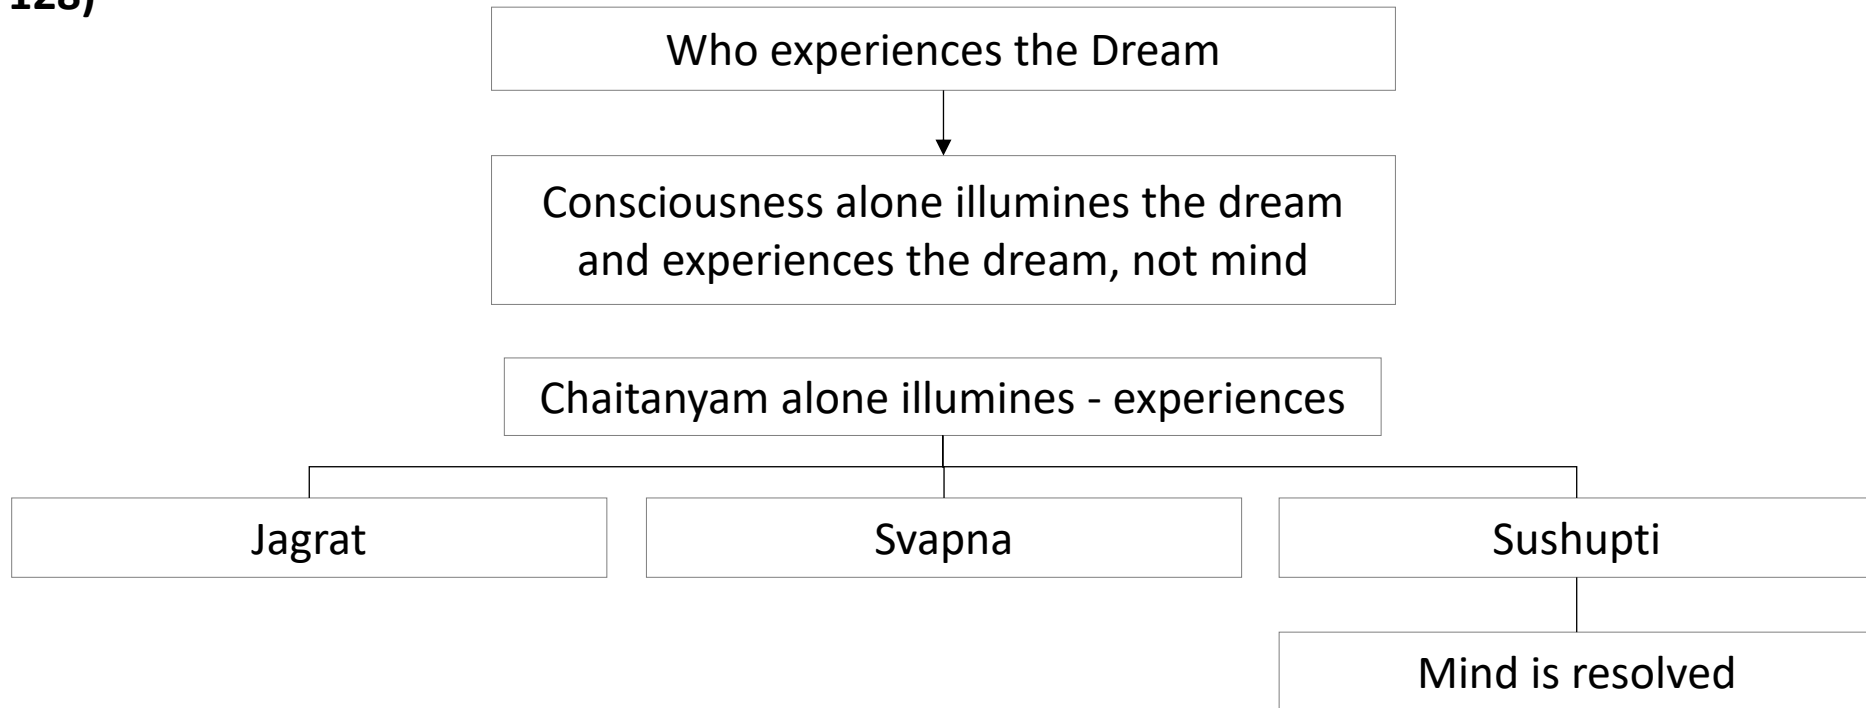 128)
Who experiences the Dream
Consciousness alone illumines the dream
and experiences the dream, not mind
Chaitanyam alone illumines - experiences
Jagrat
Svapna
Sushupti
Mind is resolved